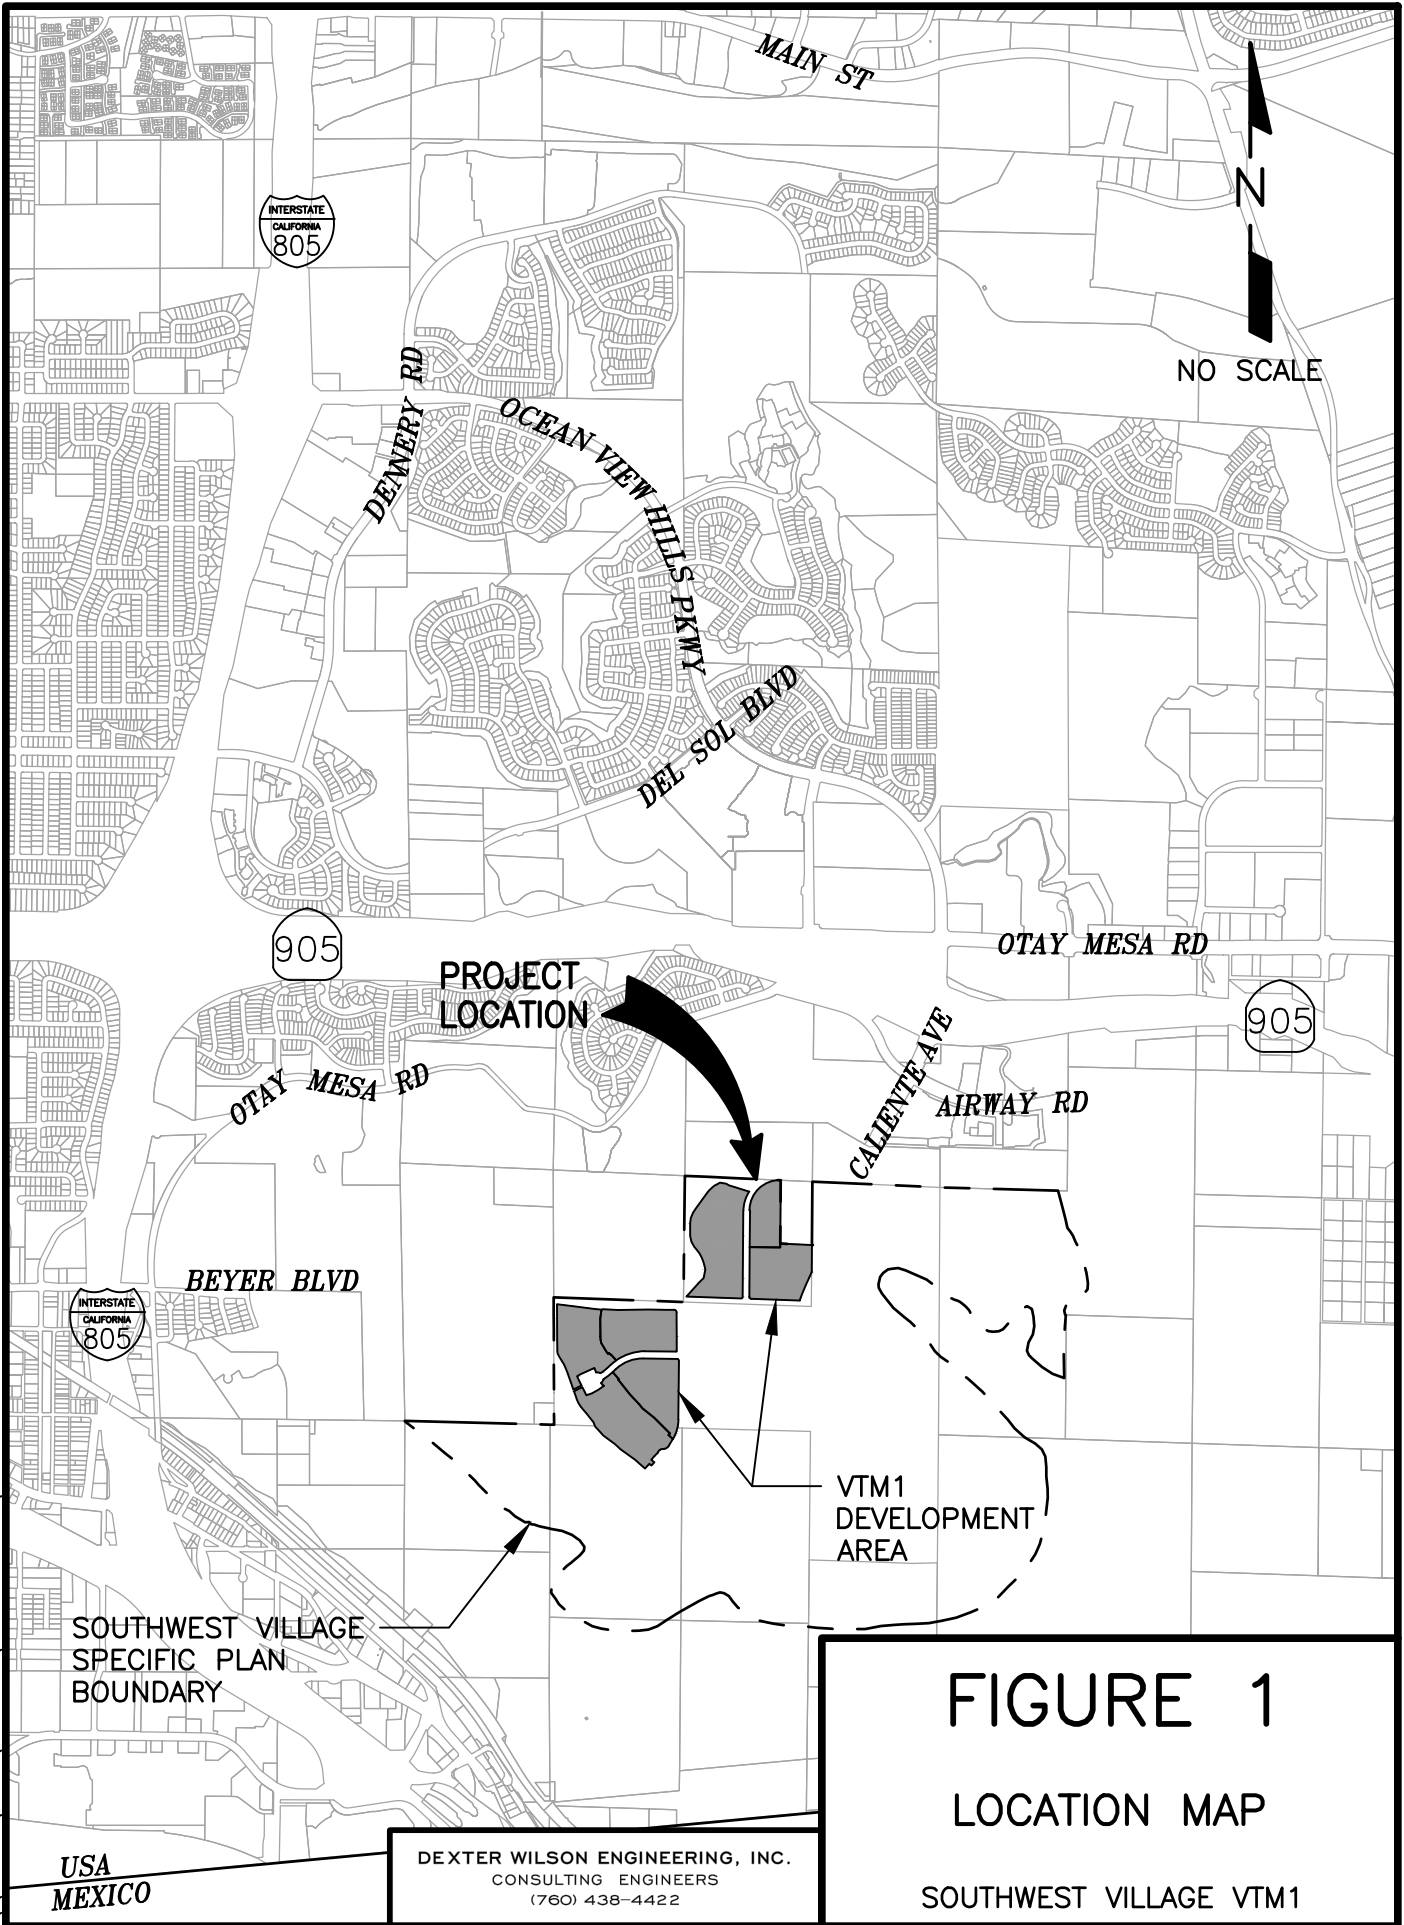 MAIN ST
INTERSTATE
CALIFORNIA
805
N
NO SCALE
DENNERY RD
OCEAN VIEW HILLS PKWY
DEL SOL BLVD
905
OTAY MESA RD
PROJECT
LOCATION
905
CALIENTE AVE
OTAY MESA RD
AIRWAY RD
BEYER BLVD
INTERSTATE
CALIFORNIA
805
VTM1
DEVELOPMENT
AREA
SOUTHWEST VILLAGE
SPECIFIC PLAN
BOUNDARY
FIGURE 1
LOCATION MAP
SOUTHWEST VILLAGE VTM1
DEXTER WILSON ENGINEERING, INC.
CONSULTING ENGINEERS
(760) 438-4422
USA
MEXICO